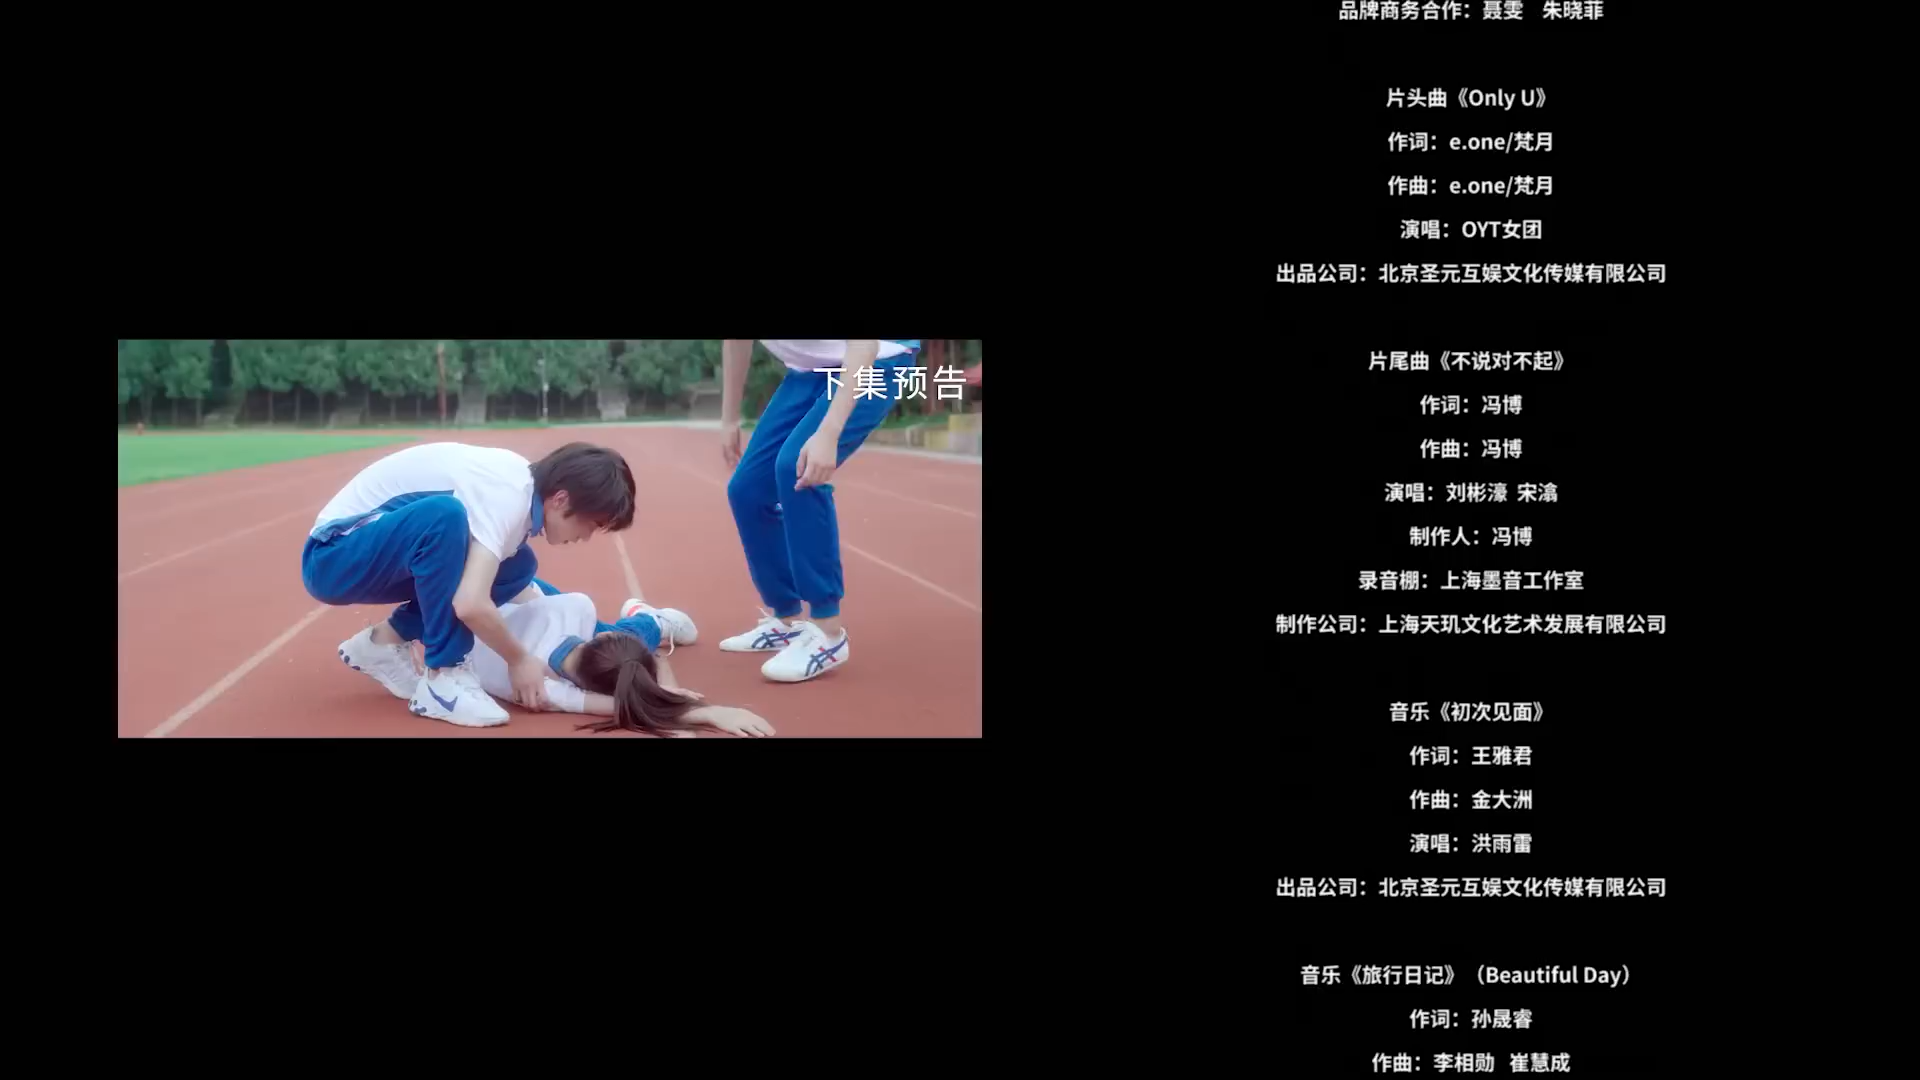 下集预告
品牌商务合作：聂雯 朱晓菲
片头曲《Only U》
作词：e.one/梵月
作曲：e.one/梵月
演唱：OYT女团
出品公司：北京圣元互娱文化传媒有限公司
片尾曲《不说对不起》
作词：冯博
作曲：冯博
演唱：刘彬濠 宋滃
制作人：冯博
录音棚：上海墨音工作室
制作公司：上海天玑文化艺术发展有限公司
音乐《初次见面》
作词：王雅君
作曲：金大洲
演唱：洪雨雷
出品公司：北京圣元互娱文化传媒有限公司
音乐《旅行日记》（Beautiful Day）
作词：孙晟睿
作曲：李相勋 崔慧成